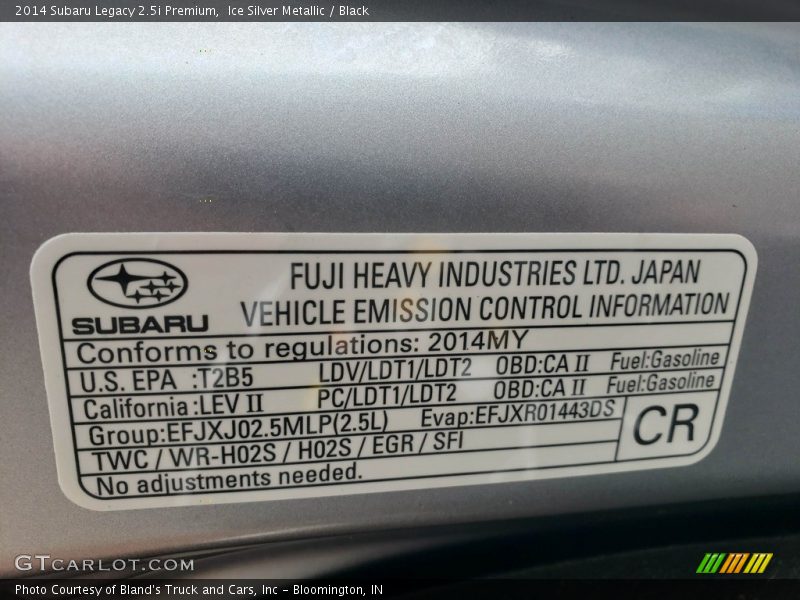 2014 Subaru Legacy 2.5i Premium, Ice Silver Metallic / Black
FUJI HEAVY INDUSTRIES LTD. JAPAN
VEHICLE EMISSION CONTROL INFORMATION
SUBARU
Conforms to regulations: 2014MY
U.S. EPA :T2B5 LDV/LDT1/LDT2 OBD:CA II Fuel:Gasoline
California:LEV II PC/LDT1/LDT2 OBD:CA II Fuel:Gasoline
Group:EFJXJ02.5MLP(2.5L) Evap:EFJXR01443DS
TWC / WR-H02S / H02S / EGR / SFI
CR
No adjustments needed.
GTCARLOT.COM
Photo Courtesy of Bland's Truck and Cars, Inc - Bloomington, IN